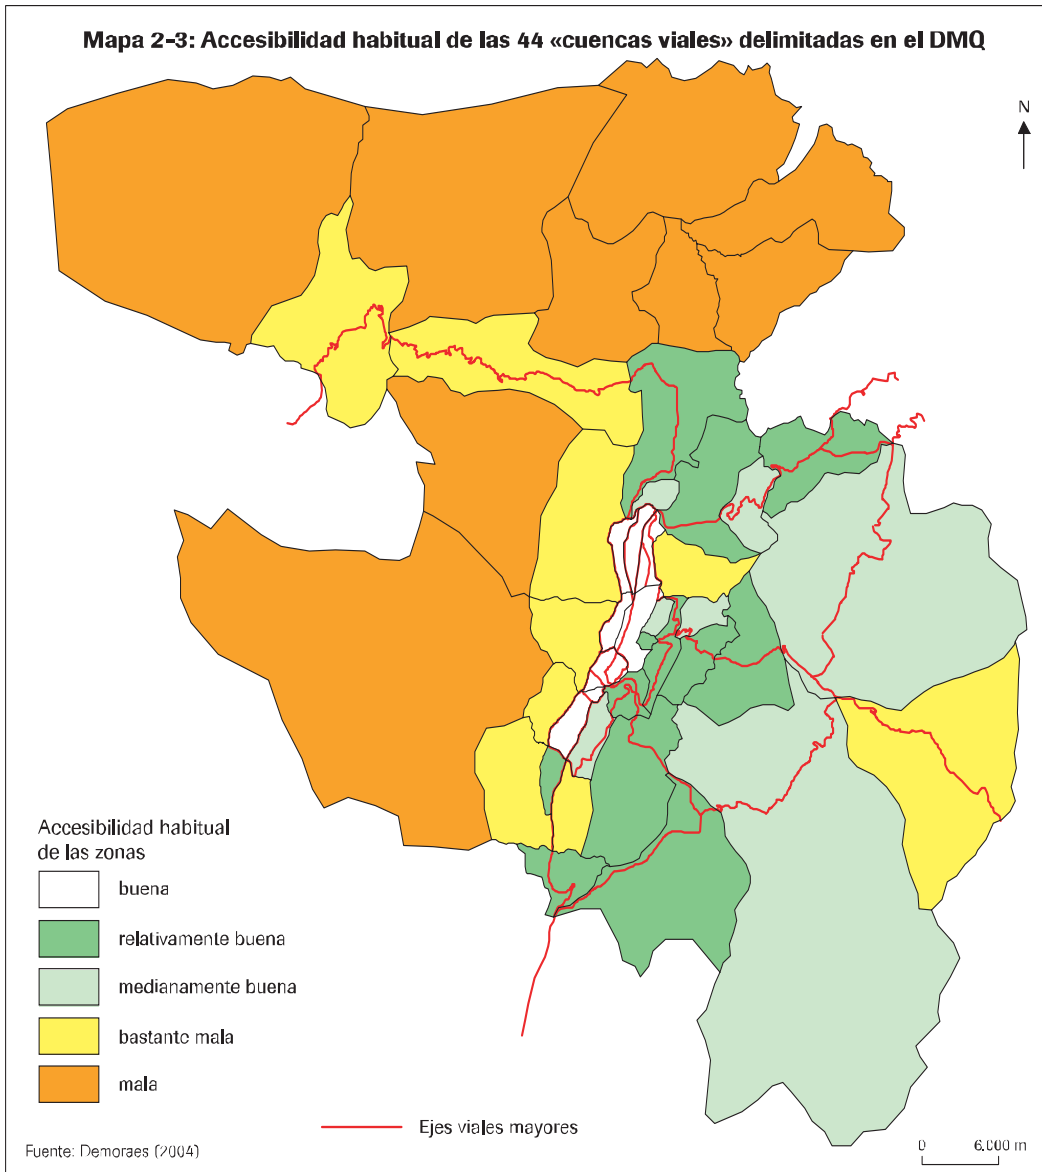 Mapa 2-3: Accesibilidad habitual de las 44 «cuencas viales» delimitadas en el DMQ
N
Accesibilidad habitual
de las zonas
buena
relativamente buena
medianamente buena
bastante mala
mala
Ejes viales mayores
Fuente: Demoraes (2004)
0 6.000 m